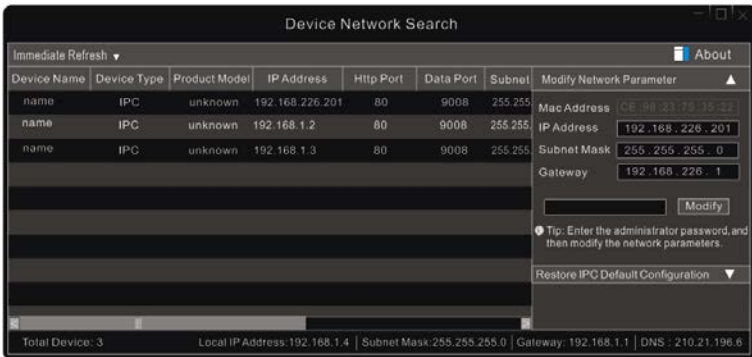 Device Network Search
Immediate Refresh
About
Device Name Device Type Product Model IP Address Http Port Data Port Subnet
name IPC unknown 192.168.226.201 80 9008 255.255
name IPC unknown 192.168.1.2 80 9008 255.255.
name IPC unknown 192.168.1.3 80 9008 255.255.
Modify Network Parameter
Mac Address CE:98:23:75:35:22
IP Address 192.168.226.201
Subnet Mask 255.255.255.0
Gateway 192.168.226.1
Modify
Tip: Enter the administrator password,and
then modify the network parameters.
Restore IPC Default Configuration
Total Device: 3 Local IP Address:192.168.1.4 Subnet Mask:255.255.255.0 Gateway: 192.168.1.1 DNS : 210.21.196.6